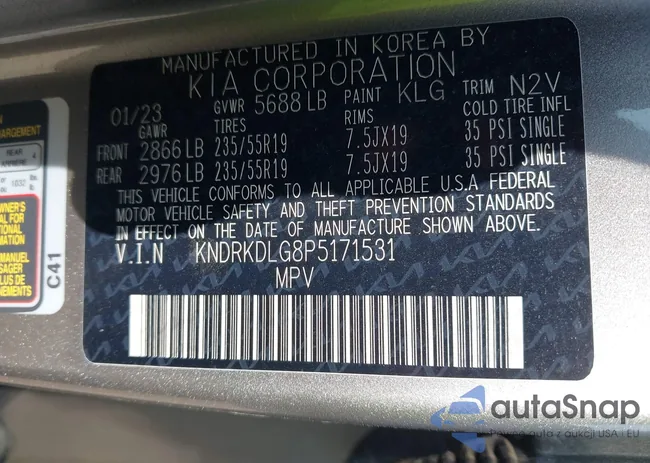 MANUFACTURED IN KOREA BY
KIA CORPORATION
01/23 GVWR 5688 LB PAINT KLG TRIM N2V
GAWR TIRES RIMS COLD TIRE INFL
FRONT 2866 LB 235/55R19 7.5JX19 35 PSI SINGLE
REAR 2976 LB 235/55R19 7.5JX19 35 PSI SINGLE
THIS VEHICLE CONFORMS TO ALL APPLICABLE U.S.A FEDERAL
MOTOR VEHICLE SAFETY AND THEFT PREVENTION STANDARDS
IN EFFECT ON THE DATE OF MANUFACTURE SHOWN ABOVE.
V.I.N KNDRKDLG8P5171531
MPV
REAR
C41
autoSnap